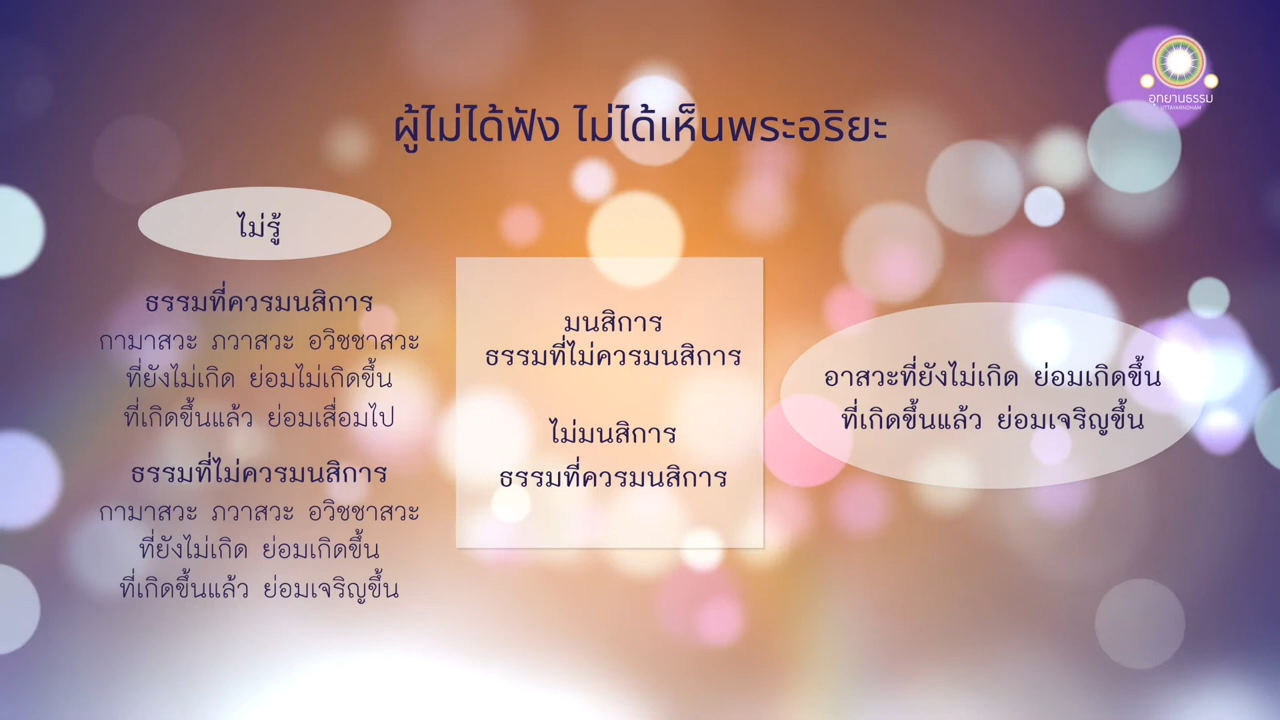 อุทยานธรรม
UTTAYARNDHAM
ผู้ไม่ได้ฟัง ไม่ได้เห็นพระอริยะ
ไม่รู้
ธรรมที่ควรมนสิการ
กามาสวะ ภวาสวะ อวิชชาสวะ
ที่ยังไม่เกิด ย่อมไม่เกิดขึ้น
ที่เกิดขึ้นแล้ว ย่อมเสื่อมไป
ธรรมที่ไม่ควรมนสิการ
กามาสวะ ภวาสวะ อวิชชาสวะ
ที่ยังไม่เกิด ย่อมเกิดขึ้น
ที่เกิดขึ้นแล้ว ย่อมเจริญขึ้น
มนสิการ
ธรรมที่ไม่ควรมนสิการ
ไม่มนสิการ
ธรรมที่ควรมนสิการ
อาสวะที่ยังไม่เกิด ย่อมเกิดขึ้น
ที่เกิดขึ้นแล้ว ย่อมเจริญขึ้น